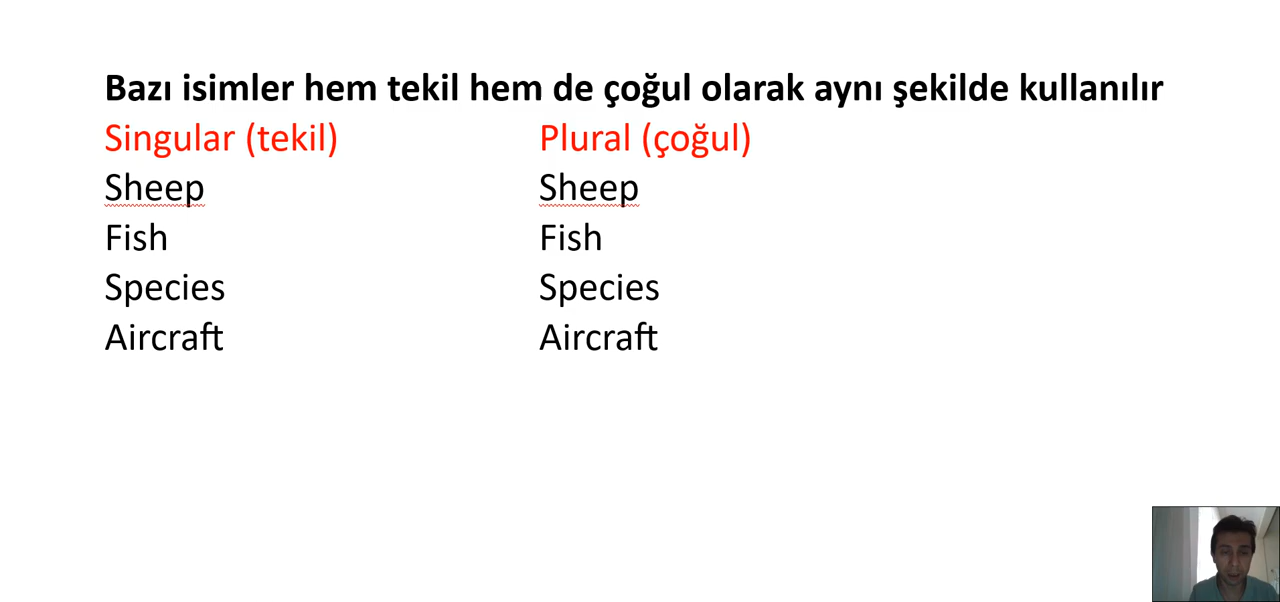 Bazı isimler hem tekil hem de çoğul olarak aynı şekilde kullanılır
Singular (tekil) Plural (çoğul)
Sheep Sheep
Fish Fish
Species Species
Aircraft Aircraft